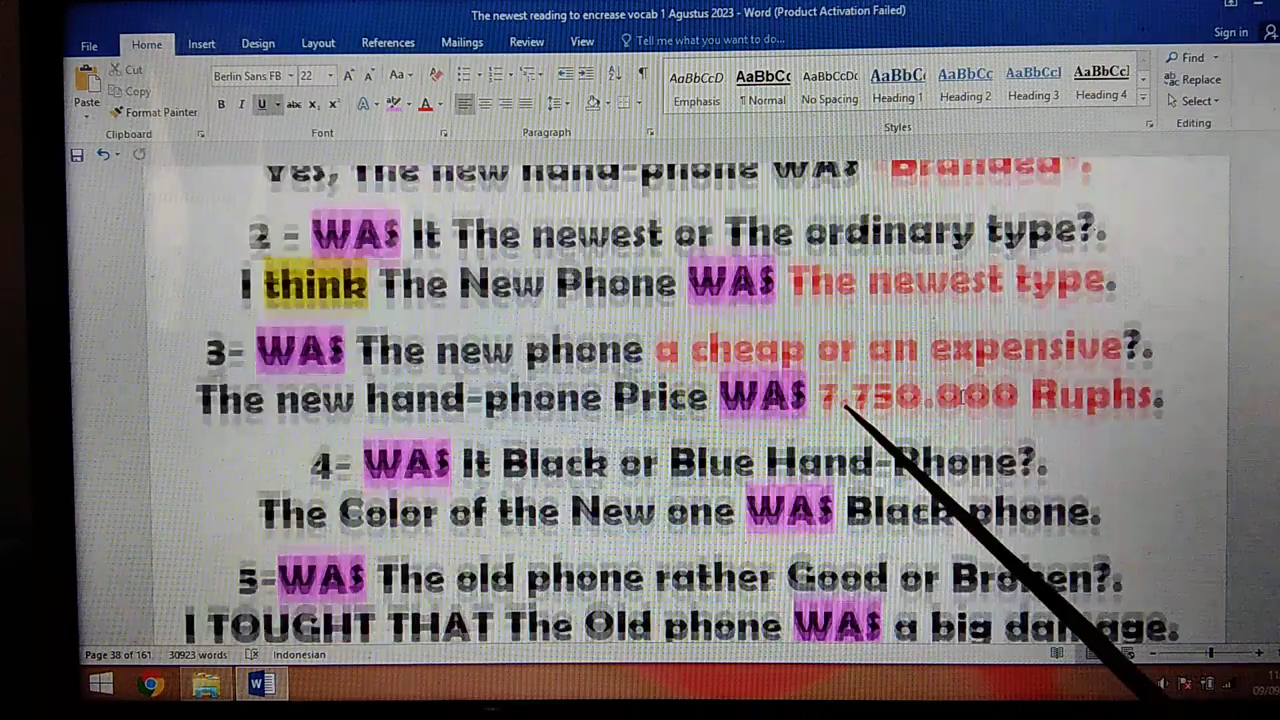 The newest reading to encrease vocab 1 Agustus 2023 - Word (Product Activation Failed)
File Home Insert Design Layout References Mailings Review View Tell me what you want to do... Sign in
Cut
Copy
Format Painter
Paste
Clipboard
Berlin Sans FB 22
Font
Paragraph
AaBbCcD AaBbCc AaBbCcDc AaBbC AaBbCc AaBbCcl AaBbCcl
Emphasis ¶ Normal No Spacing Heading 1 Heading 2 Heading 3 Heading 4
Styles
Find
Replace
Select
Editing
Yes, The new hand-phone WAS "Branded".
2 = WAS It The newest or The ordinary type?.
I think The New Phone WAS The newest type.
3= WAS The new phone a cheap or an expensive?.
The new hand-phone Price WAS 7.750.000 Ruphs.
4= WAS It Black or Blue Hand-Phone?.
The Color of the New one WAS Black phone.
5=WAS The old phone rather Good or Broken?.
I TOUGHT THAT The Old phone WAS a big damage.
Page 38 of 161 30923 words Indonesian